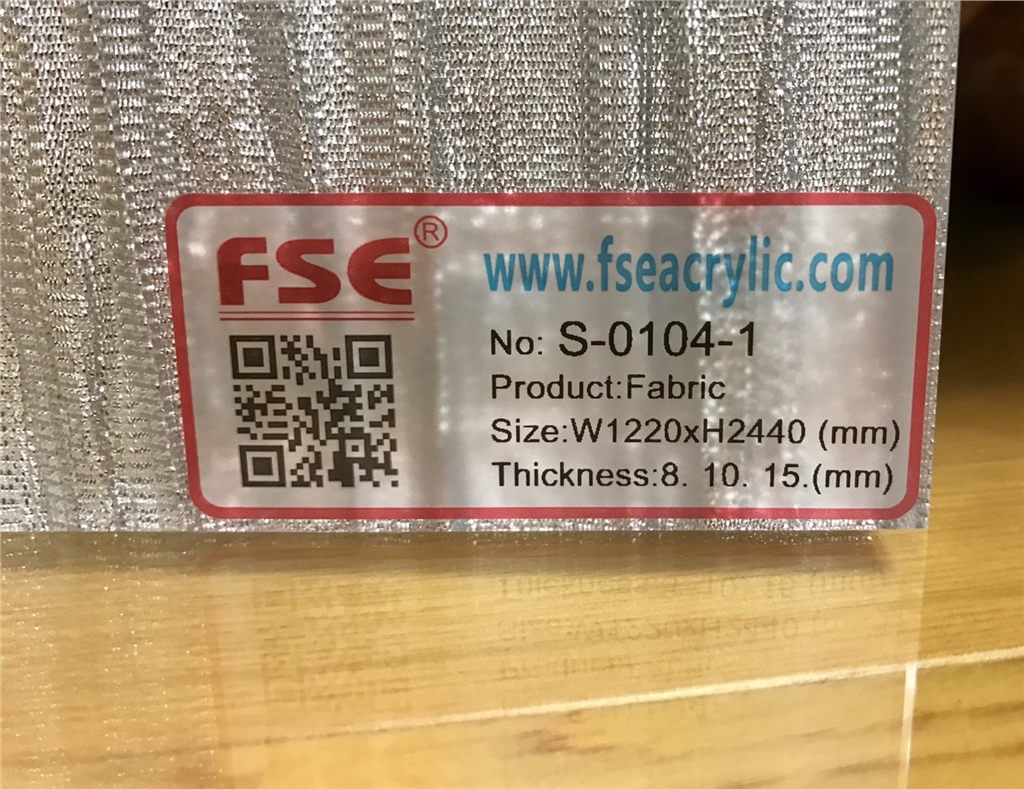 FSE®
www.fseacrylic.com
No: S-0104-1
Product:Fabric
Size:W1220xH2440 (mm)
Thickness:8. 10. 15.(mm)